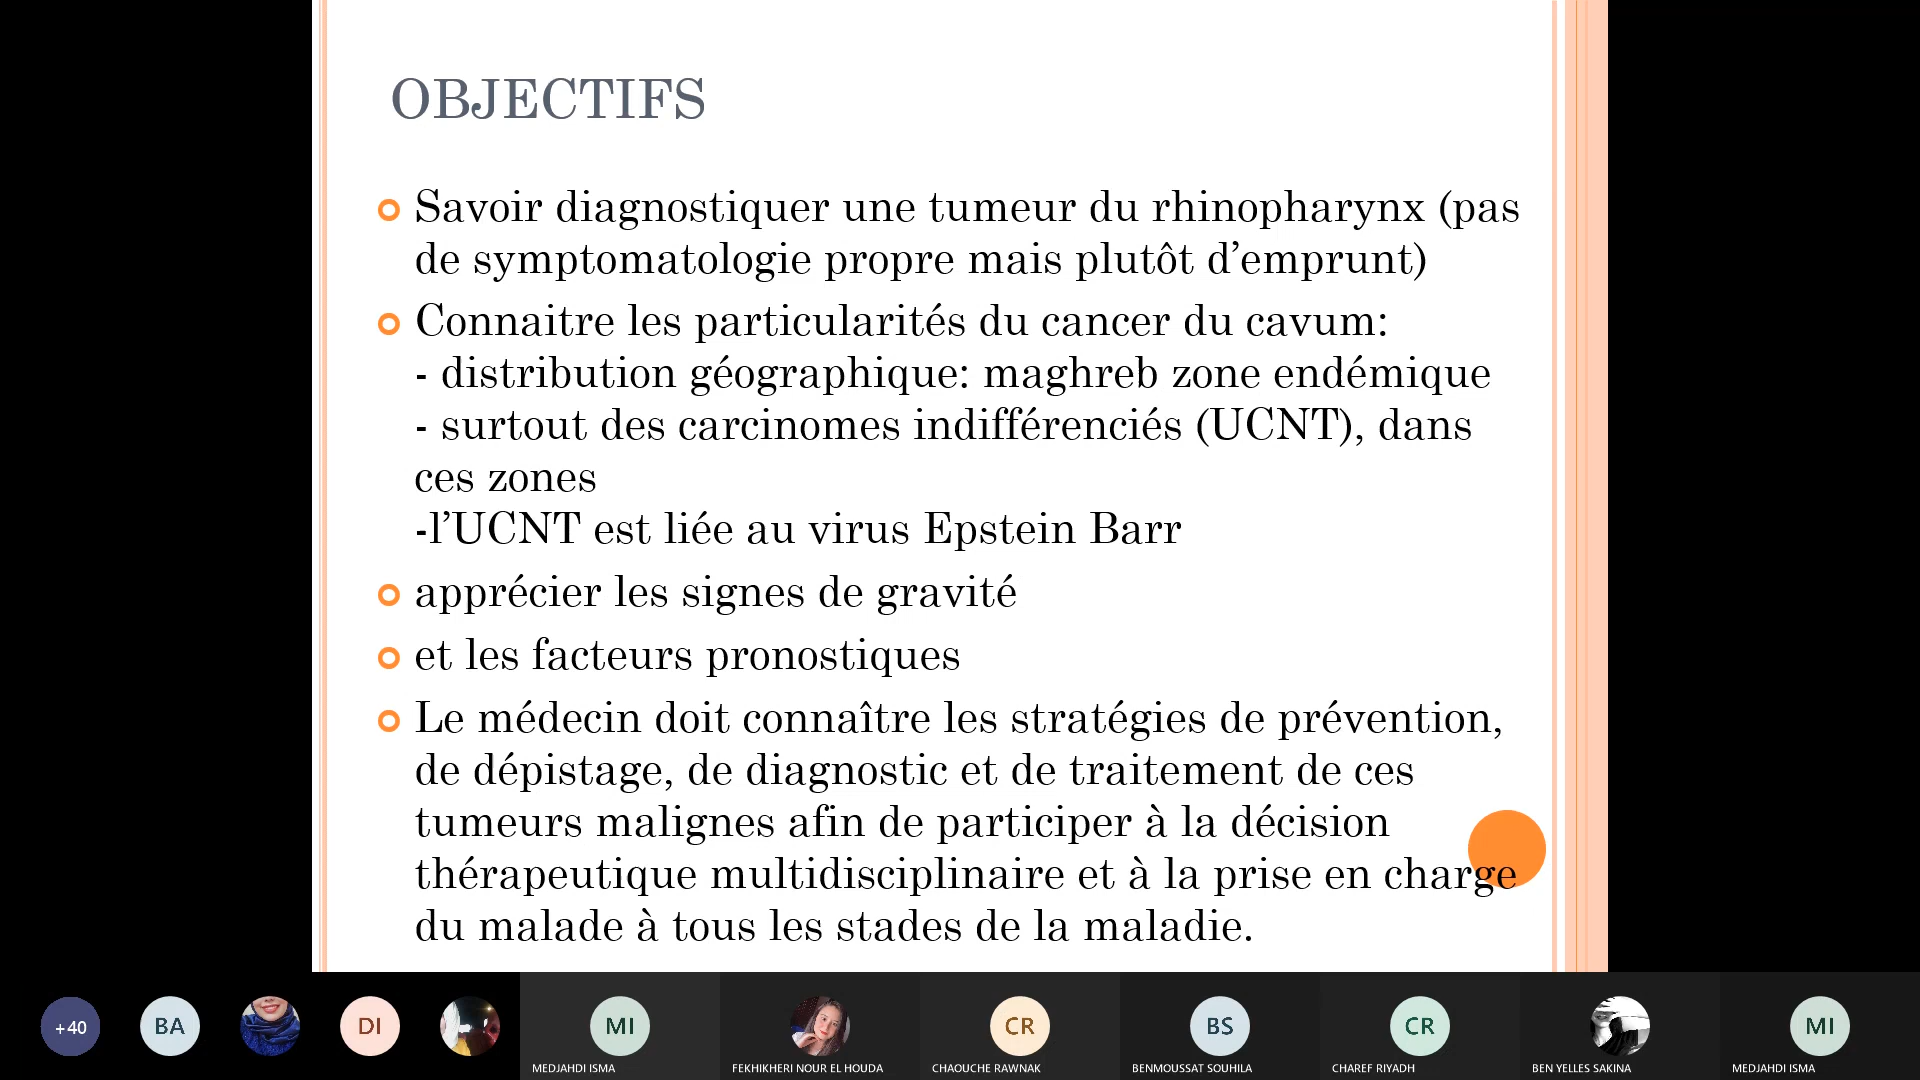 OBJECTIFS
Savoir diagnostiquer une tumeur du rhinopharynx (pas
de symptomatologie propre mais plutôt d’emprunt)
Connaitre les particularités du cancer du cavum:
- distribution géographique: maghreb zone endémique
- surtout des carcinomes indifférenciés (UCNT), dans
ces zones
-l’UCNT est liée au virus Epstein Barr
apprécier les signes de gravité
et les facteurs pronostiques
Le médecin doit connaître les stratégies de prévention,
de dépistage, de diagnostic et de traitement de ces
tumeurs malignes afin de participer à la décision
thérapeutique multidisciplinaire et à la prise en charge
du malade à tous les stades de la maladie.
+40
BA
DI
MI
CR
BS
CR
MI
MEDJAHDI ISMA
FEKHIKHERI NOUR EL HOUDA
CHAOUCHE RAWNAK
BENMOUSSAT SOUHILA
CHAREF RIYADH
BEN YELLES SAKINA
MEDJAHDI ISMA